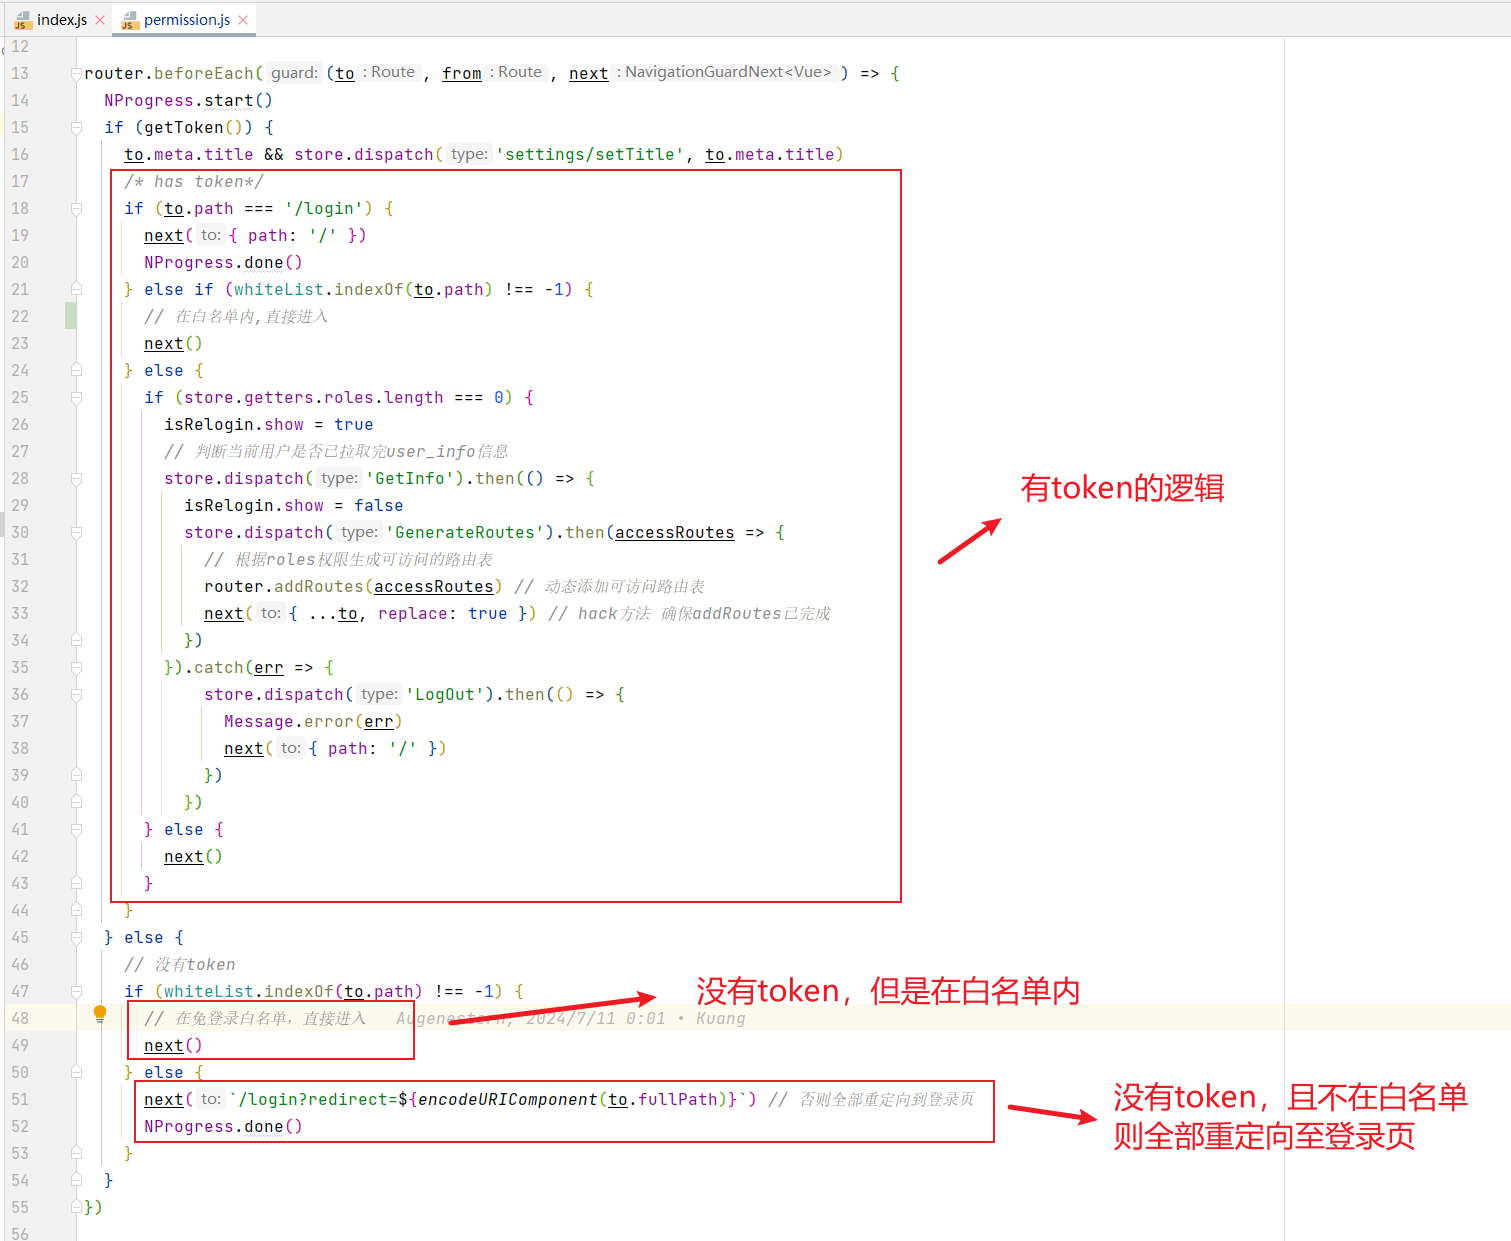 index.js permission.js
12
13 router.beforeEach( guard: (to : Route , from : Route , next : NavigationGuardNext<Vue> ) => {
14 NProgress.start()
15 if (getToken()) {
16 to.meta.title && store.dispatch( type: 'settings/setTitle', to.meta.title)
17 /* has token*/
18 if (to.path === '/login') {
19 next( to: { path: '/' })
20 NProgress.done()
21 } else if (whiteList.indexOf(to.path) !== -1) {
22 // 在白名单内,直接进入
23 next()
24 } else {
25 if (store.getters.roles.length === 0) {
26 isRelogin.show = true
27 // 判断当前用户是否已拉取完user_info信息
28 store.dispatch( type: 'GetInfo').then(() => {
29 isRelogin.show = false
30 store.dispatch( type: 'GenerateRoutes').then(accessRoutes => {
31 // 根据roles权限生成可访问的路由表
32 router.addRoutes(accessRoutes) // 动态添加可访问路由表
33 next( to: { ...to, replace: true }) // hack方法 确保addRoutes已完成
34 })
35 }).catch(err => {
36 store.dispatch( type: 'LogOut').then(() => {
37 Message.error(err)
38 next( to: { path: '/' })
39 })
40 })
41 } else {
42 next()
43 }
44 }
45 } else {
46 // 没有token
47 if (whiteList.indexOf(to.path) !== -1) {
48 // 在免登录白名单，直接进入 Augenestern, 2024/7/11 0:01 • Kuang
49 next()
50 } else {
51 next( to: `/login?redirect=${encodeURIComponent(to.fullPath)}`) // 否则全部重定向到登录页
52 NProgress.done()
53 }
54 }
55 })
56
有token的逻辑
没有token，但是在白名单内
没有token，且不在白名单
则全部重定向至登录页